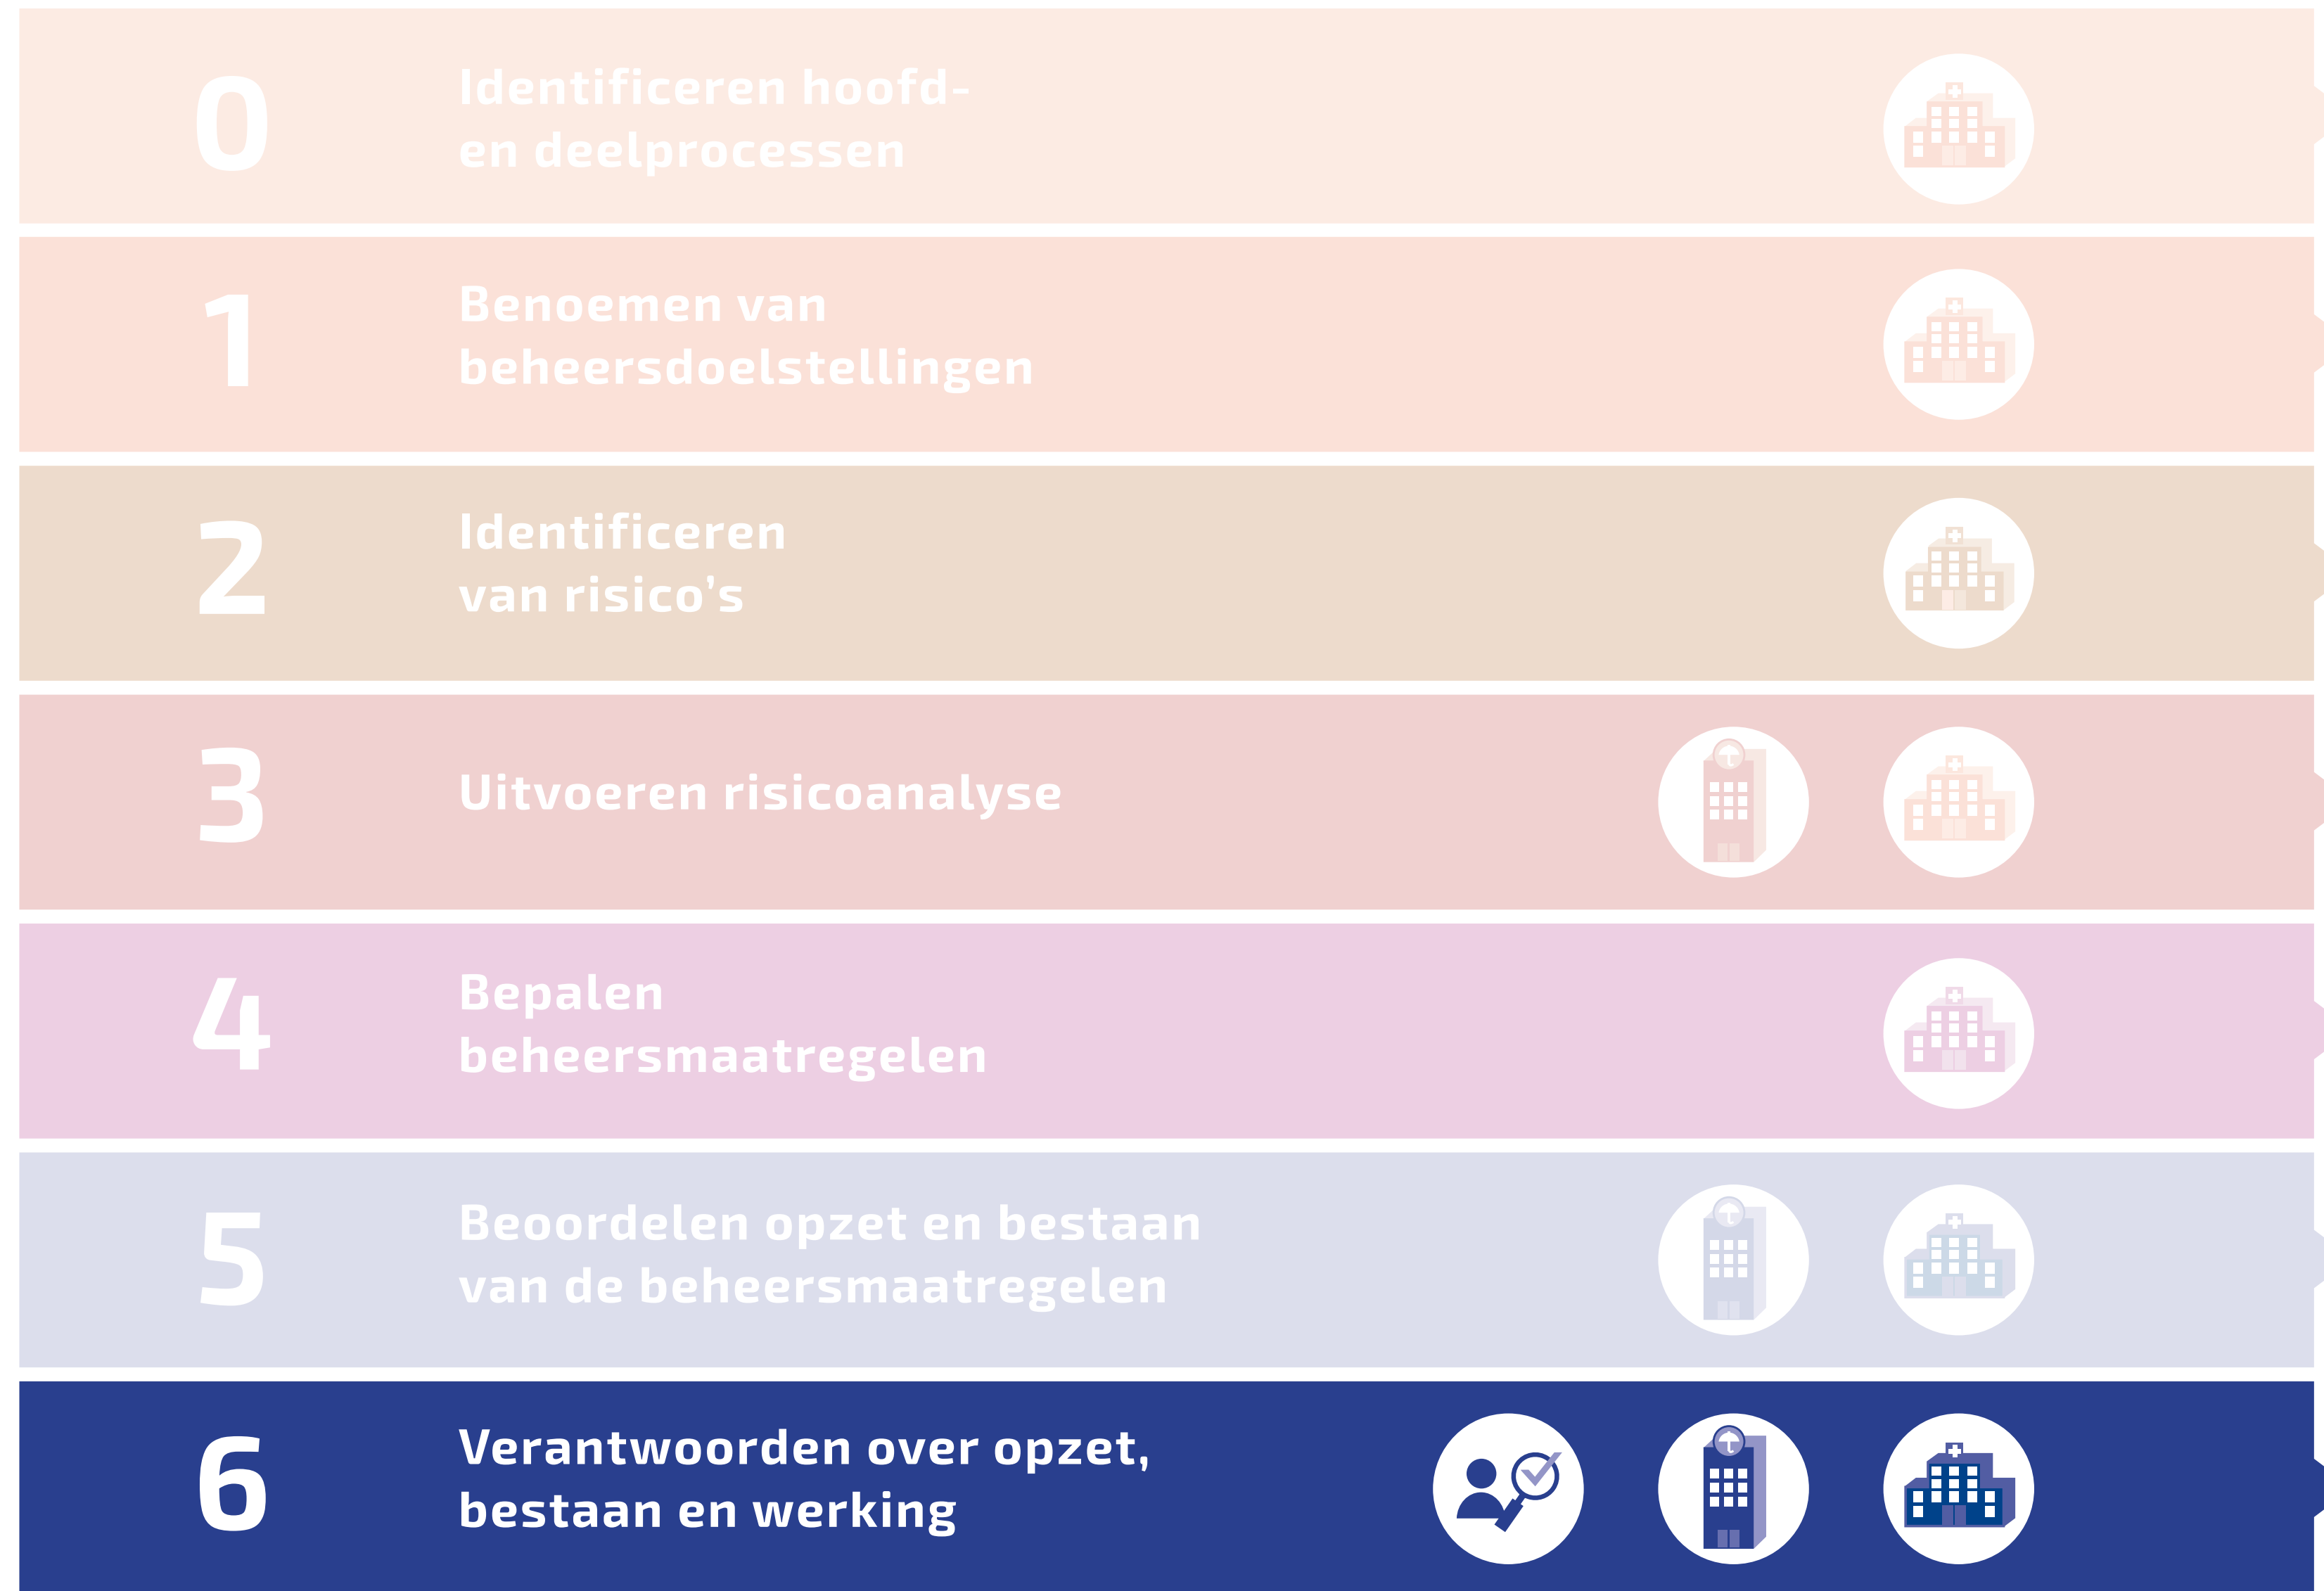 0
Identificeren hoofd-
en deelprocessen
1
Benoemen van
beheersdoelstellingen
2
Identificeren
van risico’s
3
Uitvoeren risicoanalyse
4
Bepalen
beheersmaatregelen
5
Beoordelen opzet en bestaan
van de beheersmaatregelen
6
Verantwoorden over opzet,
bestaan en werking